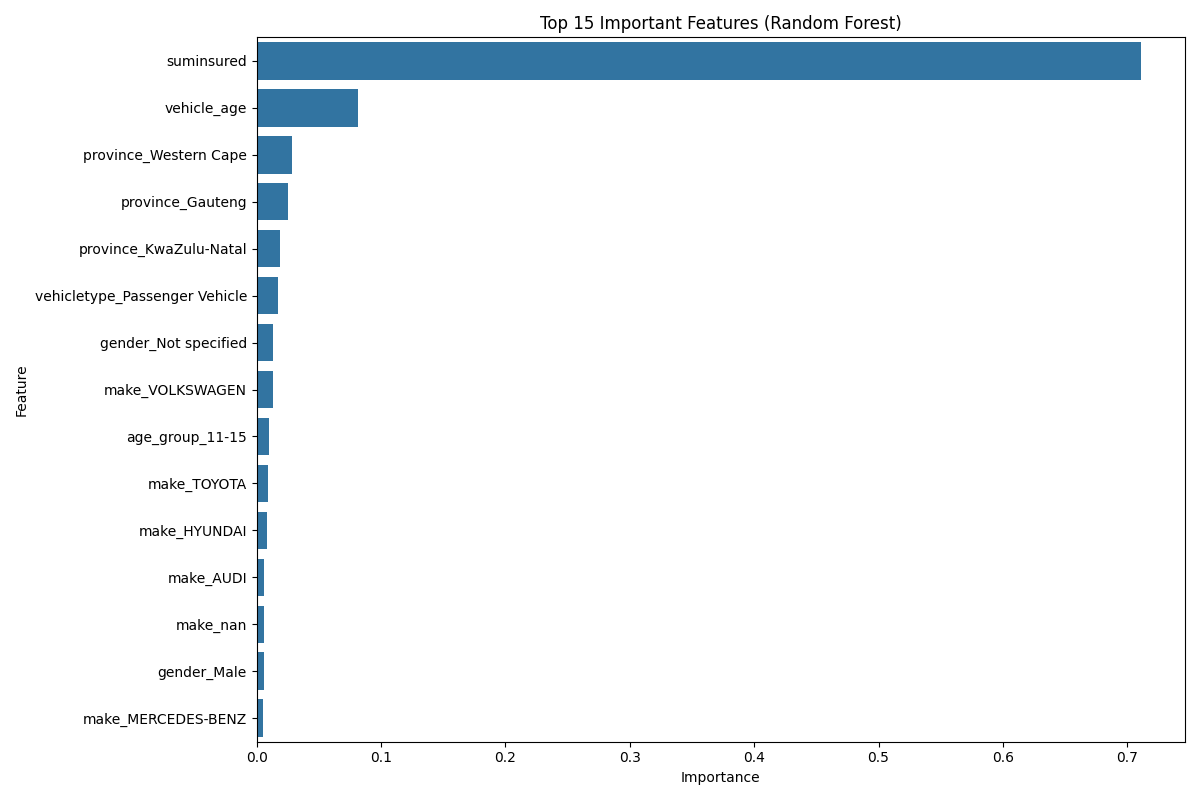 Top 15 Important Features (Random Forest)
suminsured
vehicle_age
province_Western Cape
province_Gauteng
province_KwaZulu-Natal
vehicletype_Passenger Vehicle
gender_Not specified
make_VOLKSWAGEN
age_group_11-15
make_TOYOTA
make_HYUNDAI
make_AUDI
make_nan
gender_Male
make_MERCEDES-BENZ
Feature
0.0 0.1 0.2 0.3 0.4 0.5 0.6 0.7
Importance